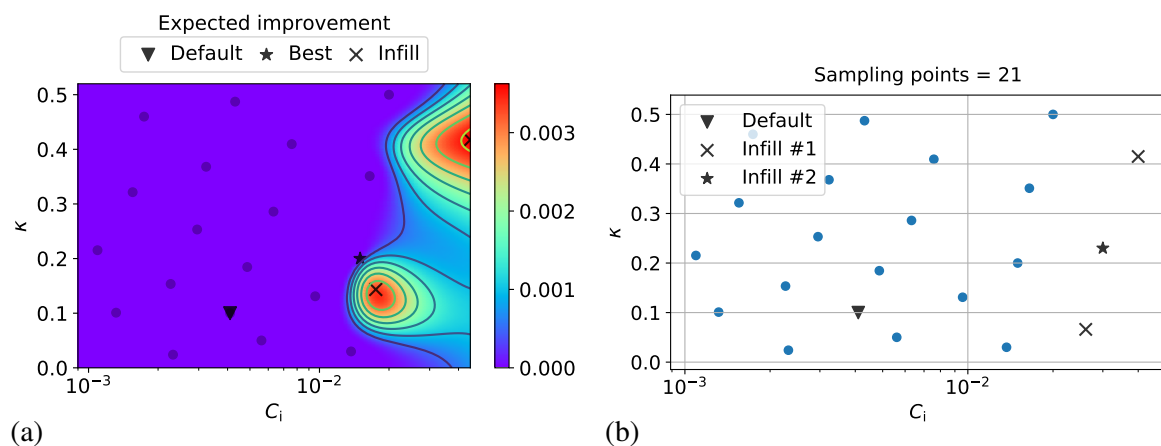 Expected improvement
Default Best Infill
0.5
0.4
0.3
0.2
0.1
0.0
κ
10⁻³
10⁻²
C_i
0.003
0.002
0.001
0.000
(a)
Sampling points = 21
Default
Infill #1
Infill #2
0.5
0.4
0.3
0.2
0.1
0.0
κ
10⁻³
10⁻²
C_i
(b)